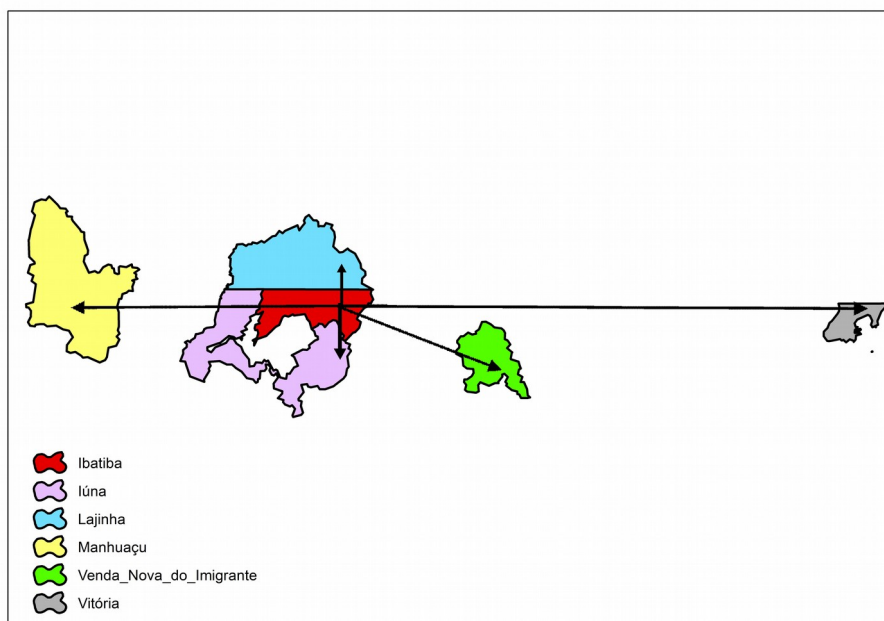 Ibatiba
Iúna
Lajinha
Manhuaçu
Venda_Nova_do_Imigrante
Vitória